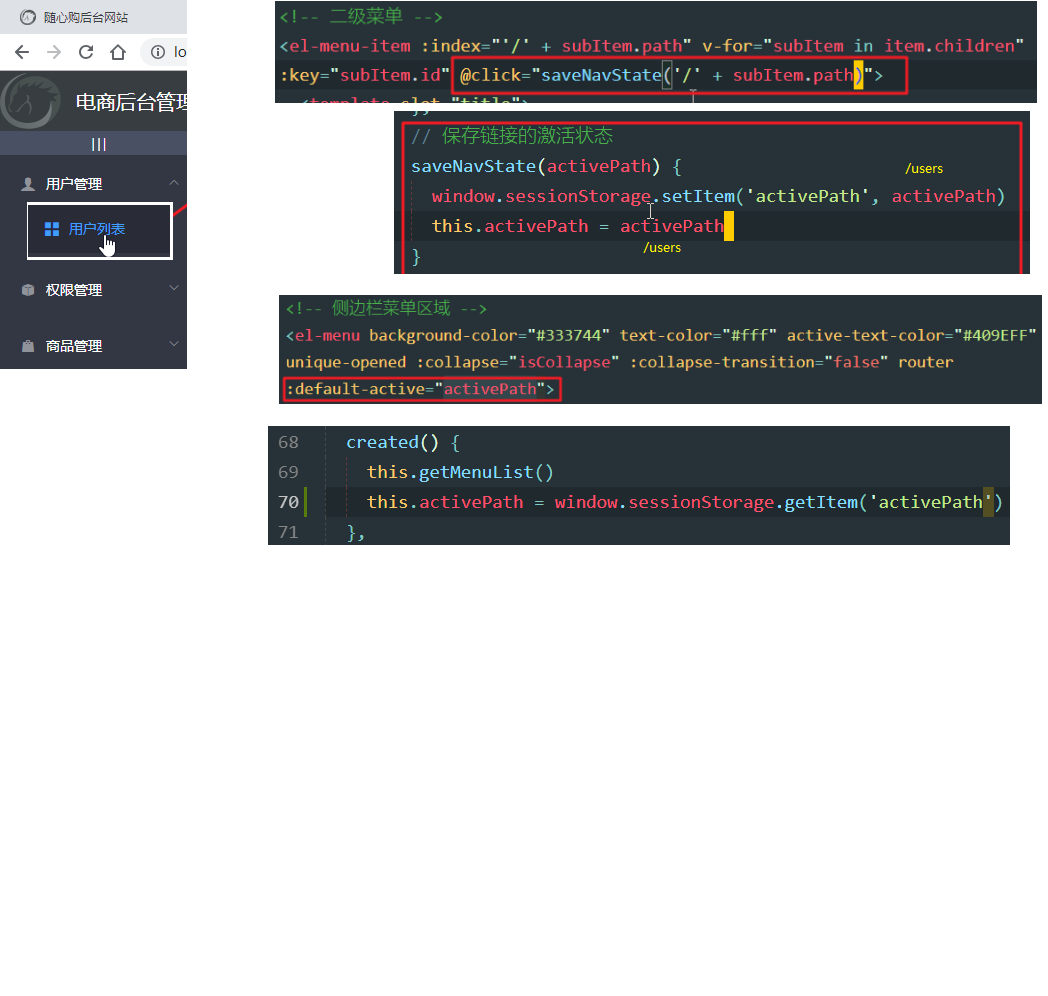 随心购后台网站
lo
电商后台管理
|||
用户管理
用户列表
权限管理
商品管理
<!-- 二级菜单 -->
<el-menu-item :index="'/' + subItem.path" v-for="subItem in item.children"
:key="subItem.id" @click="saveNavState('/' + subItem.path)">
// 保存链接的激活状态
saveNavState(activePath) {
/users
window.sessionStorage.setItem('activePath', activePath)
this.activePath = activePath
/users
}
<!-- 侧边栏菜单区域 -->
<el-menu background-color="#333744" text-color="#fff" active-text-color="#409EFF"
unique-opened :collapse="isCollapse" :collapse-transition="false" router
:default-active="activePath">
68 created() {
69 this.getMenuList()
70 this.activePath = window.sessionStorage.getItem('activePath')
71 },